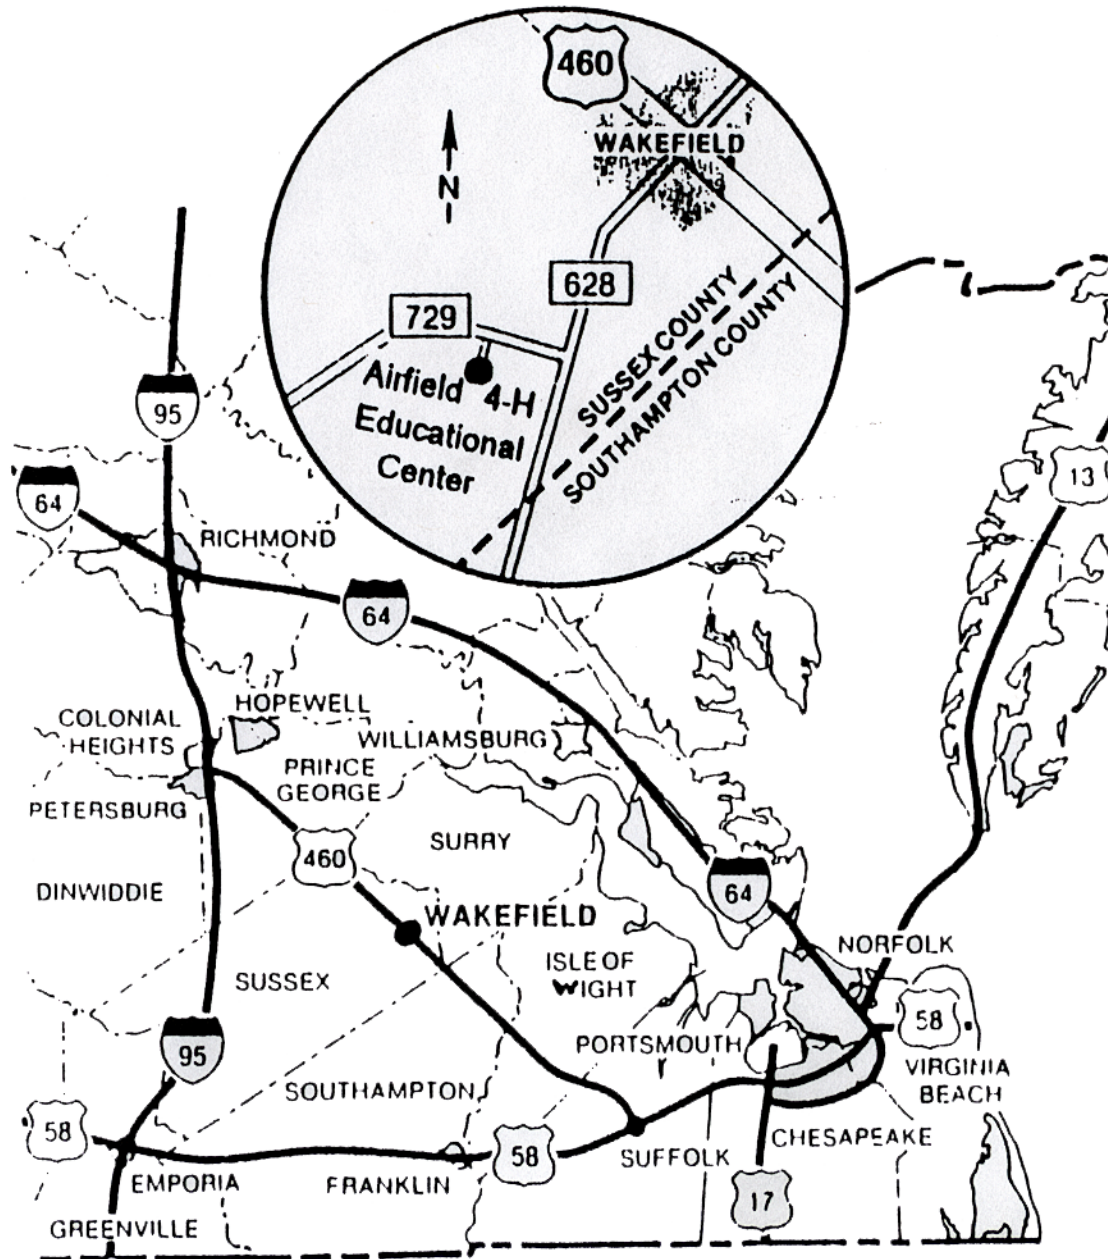 460
WAKEFIELD
N
628
729
SUSSEX COUNTY
SOUTHAMPTON COUNTY
Airfield 4-H
Educational
Center
95
64
13
RICHMOND
64
HOPEWELL
COLONIAL
HEIGHTS
WILLIAMSBURG
PRINCE
GEORGE
PETERSBURG
SURRY
460
DINWIDDIE
64
WAKEFIELD
NORFOLK
ISLE OF
WIGHT
SUSSEX
58
95
PORTSMOUTH
VIRGINIA
BEACH
SOUTHAMPTON
58
CHESAPEAKE
58
SUFFOLK
EMPORIA
FRANKLIN
17
GREENVILLE